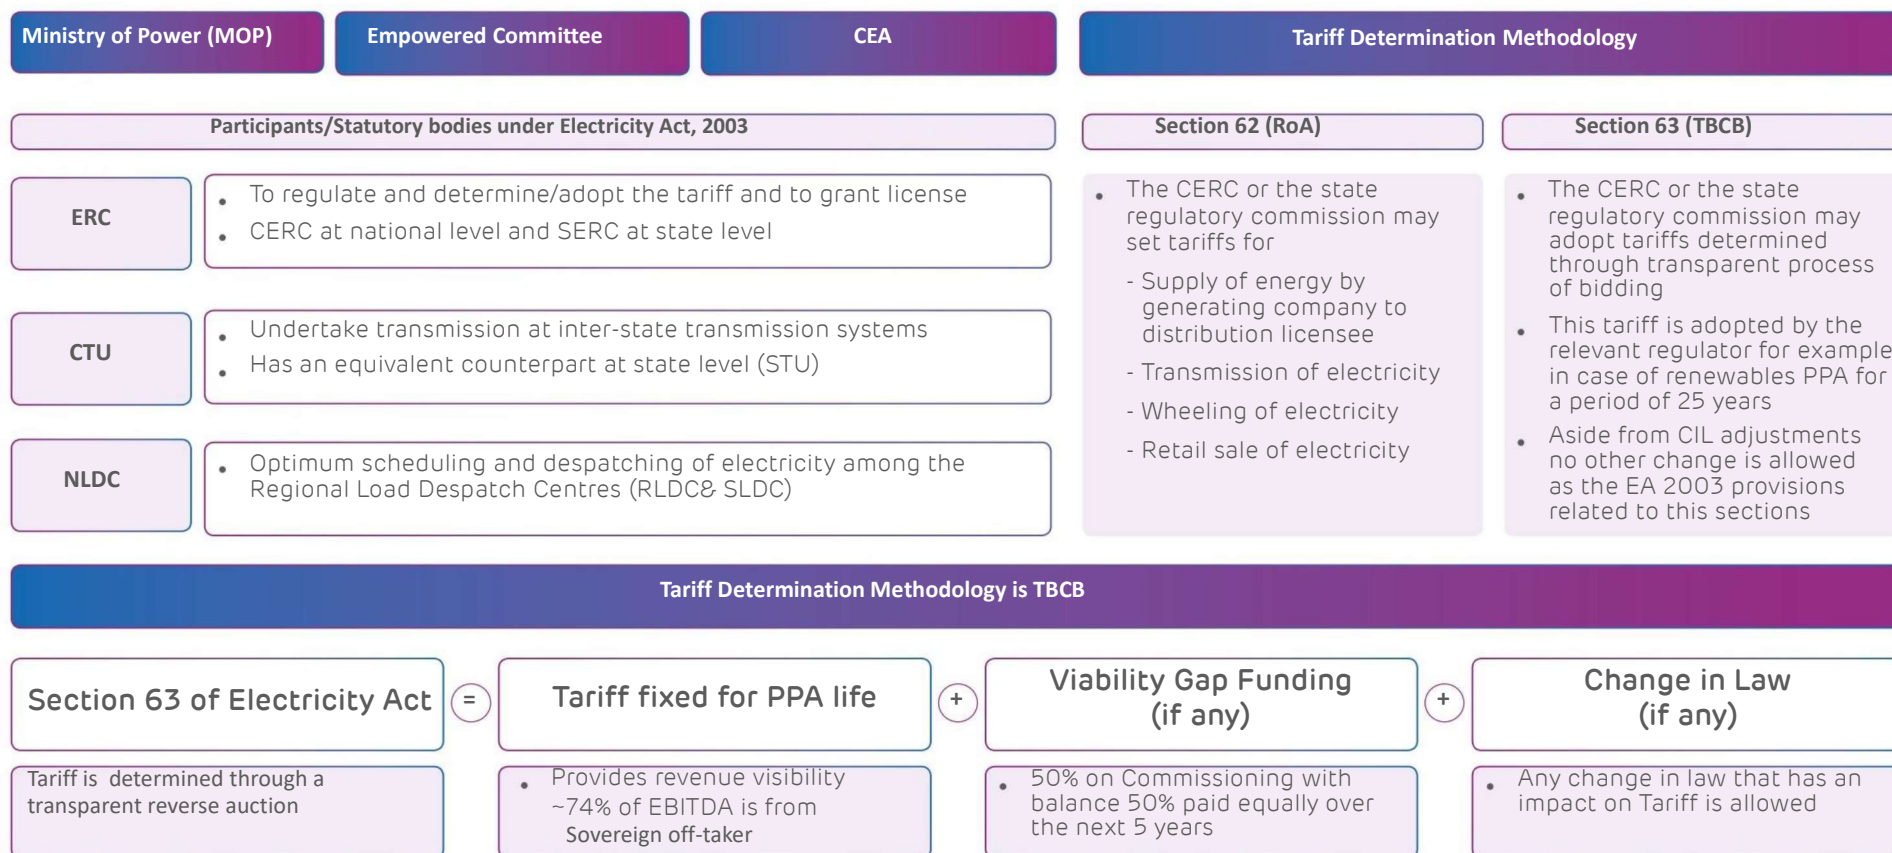 Ministry of Power (MOP)
Empowered Committee
CEA
Tariff Determination Methodology
Participants/Statutory bodies under Electricity Act, 2003
ERC
• To regulate and determine/adopt the tariff and to grant license
• CERC at national level and SERC at state level
CTU
• Undertake transmission at inter-state transmission systems
• Has an equivalent counterpart at state level (STU)
NLDC
• Optimum scheduling and despatching of electricity among the
Regional Load Despatch Centres (RLDC& SLDC)
Section 62 (RoA)
• The CERC or the state
regulatory commission may
set tariffs for
- Supply of energy by
generating company to
distribution licensee
- Transmission of electricity
- Wheeling of electricity
- Retail sale of electricity
Section 63 (TBCB)
• The CERC or the state
regulatory commission may
adopt tariffs determined
through transparent process
of bidding
• This tariff is adopted by the
relevant regulator for example
in case of renewables PPA for
a period of 25 years
• Aside from CIL adjustments
no other change is allowed
as the EA 2003 provisions
related to this sections
Tariff Determination Methodology is TBCB
Section 63 of Electricity Act
=
Tariff fixed for PPA life
+
Viability Gap Funding
(if any)
+
Change in Law
(if any)
Tariff is determined through a
transparent reverse auction
• Provides revenue visibility
~74% of EBITDA is from
Sovereign off-taker
• 50% on Commissioning with
balance 50% paid equally over
the next 5 years
• Any change in law that has an
impact on Tariff is allowed